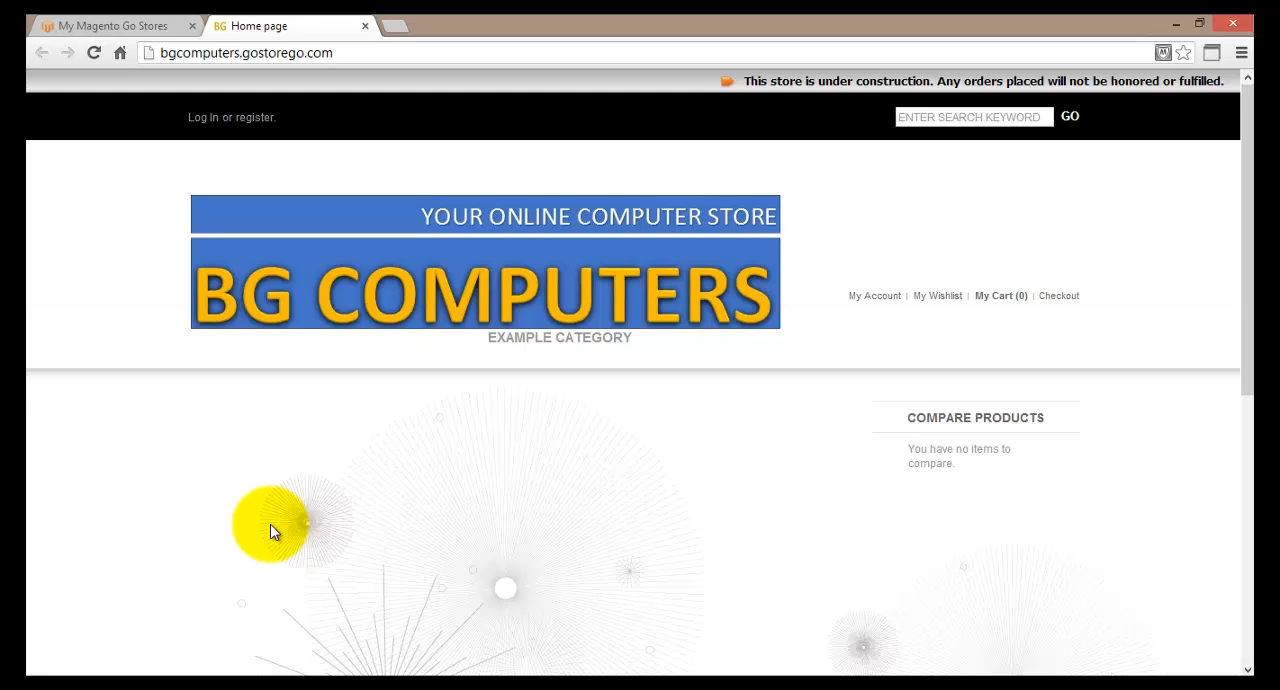 My Magento Go Stores
BG Home page
bgcomputers.gostorego.com
This store is under construction. Any orders placed will not be honored or fulfilled.
Log In or register.
ENTER SEARCH KEYWORD GO
YOUR ONLINE COMPUTER STORE
BG COMPUTERS
My Account | My Wishlist | My Cart (0) | Checkout
EXAMPLE CATEGORY
COMPARE PRODUCTS
You have no items to
compare.